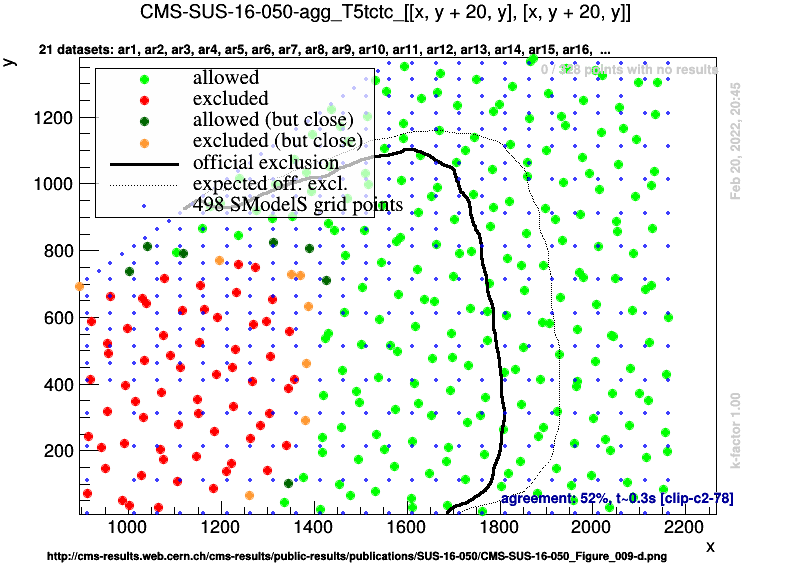 CMS-SUS-16-050-agg_T5tctc_[[x, y + 20, y], [x, y + 20, y]]
y
21 datasets: ar1, ar2, ar3, ar4, ar5, ar6, ar7, ar8, ar9, ar10, ar11, ar12, ar13, ar14, ar15, ar16, ...
0 / 328 points with no results
allowed
excluded
allowed (but close)
excluded (but close)
official exclusion
expected off. excl.
498 SModelS grid points
1200
1000
800
600
400
200
Feb 20, 2022, 20:45
k-factor 1.00
agreement: 52%, t~0.3s [clip-c2-78]
1000 1200 1400 1600 1800 2000 2200
x
http://cms-results.web.cern.ch/cms-results/public-results/publications/SUS-16-050/CMS-SUS-16-050_Figure_009-d.png